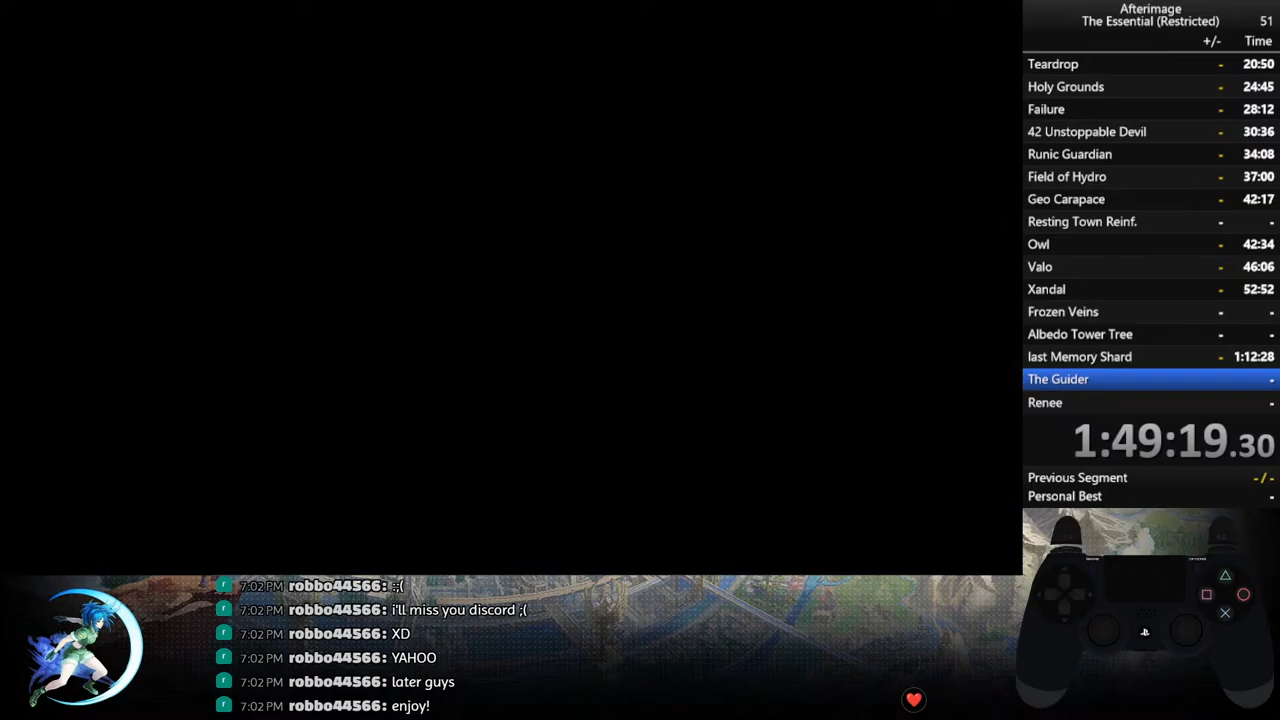 Afterimage
The Essential (Restricted) 51
+/- Time
Teardrop - 20:50
Holy Grounds - 24:45
Failure - 28:12
42 Unstoppable Devil - 30:36
Runic Guardian - 34:08
Field of Hydro - 37:00
Geo Carapace - 42:17
Resting Town Reinf. - -
Owl - 42:34
Valo - 46:06
Xandal - 52:52
Frozen Veins - -
Albedo Tower Tree - -
last Memory Shard - 1:12:28
The Guider -
Renee -
1:49:19.30
Previous Segment -/-
Personal Best -
r 7:02 PM robbo44566: :;(
r 7:02 PM robbo44566: i'll miss you discord ;(
r 7:02 PM robbo44566: XD
r 7:02 PM robbo44566: YAHOO
r 7:02 PM robbo44566: later guys
r 7:02 PM robbo44566: enjoy!